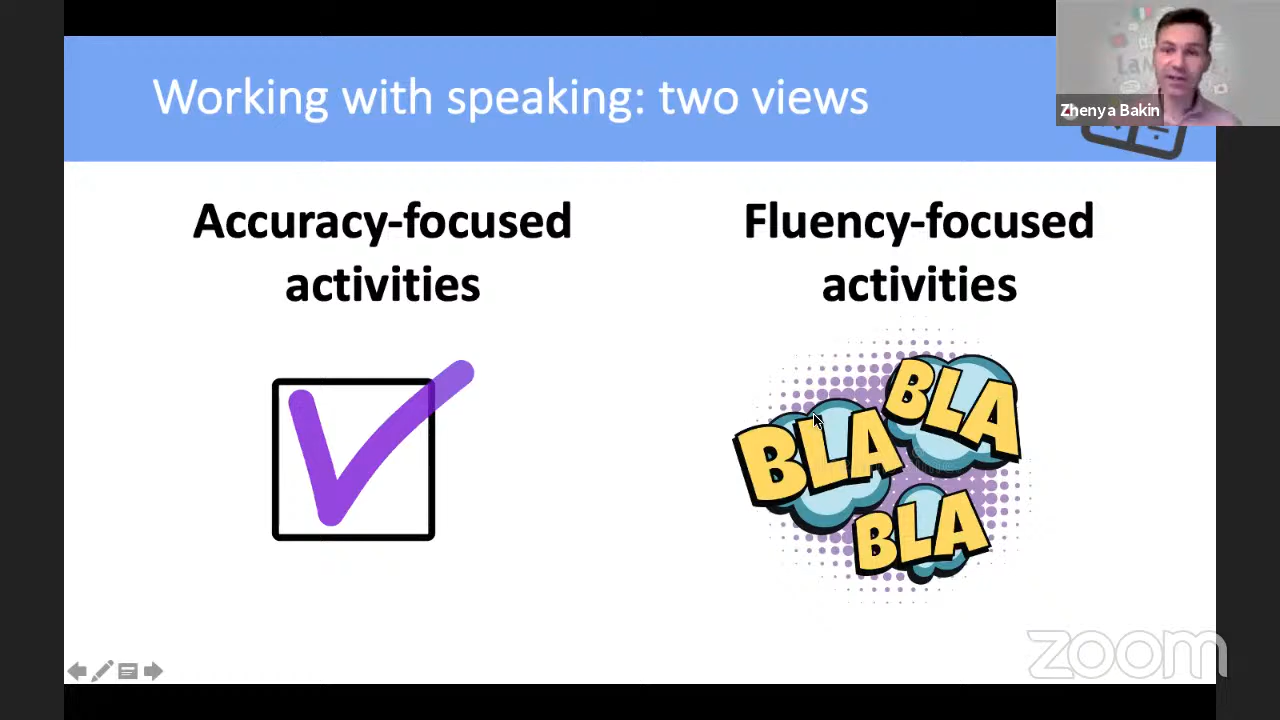 Working with speaking: two views
Zhenya Bakin
Accuracy-focused
activities
Fluency-focused
activities
BLA
BLA
BLA
zoom